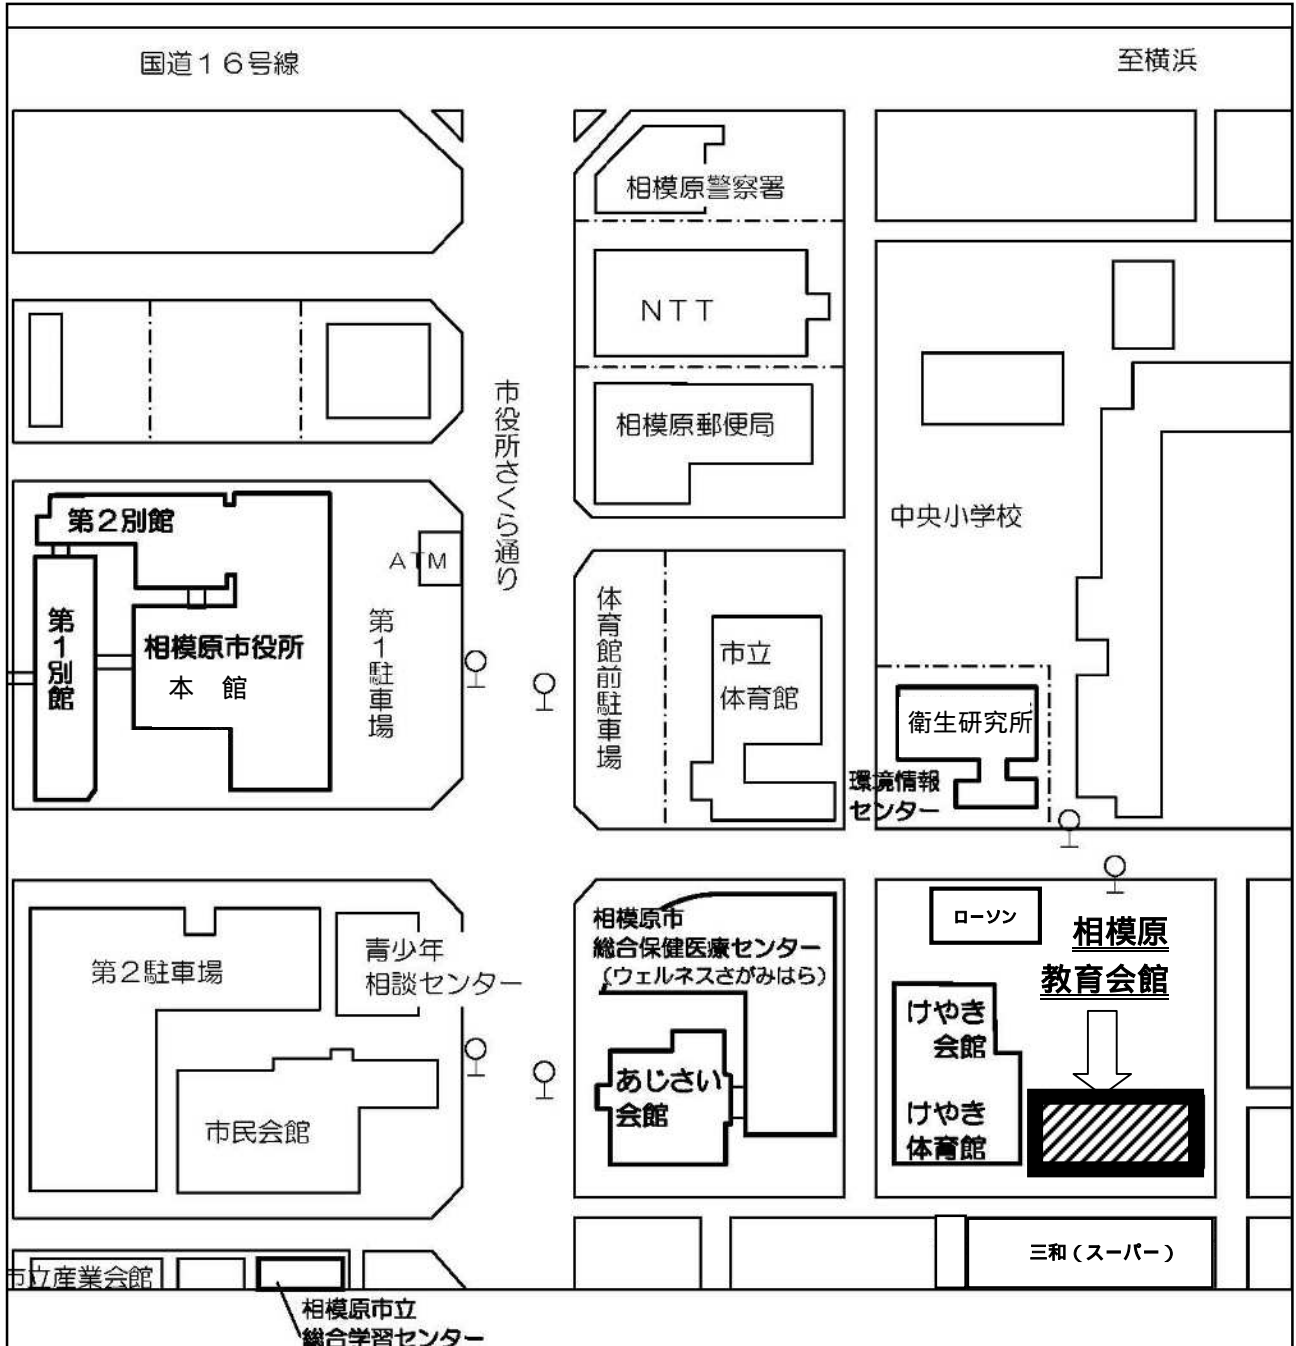 国道１６号線
至横浜
相模原警察署
ＮＴＴ
市役所さくら通り
相模原郵便局
第２別館
ＡＴＭ
中央小学校
第１別館
相模原市役所
本　館
第１駐車場
体育館前駐車場
市立
体育館
衛生研究所
環境情報
センター
相模原市
総合保健医療センター
（ウェルネスさがみはら）
ローソン
相模原
教育会館
第２駐車場
青少年
相談センター
けやき
会館
あじさい
会館
けやき
体育館
市民会館
三和（スーパー）
市立産業会館
相模原市立
総合学習センター